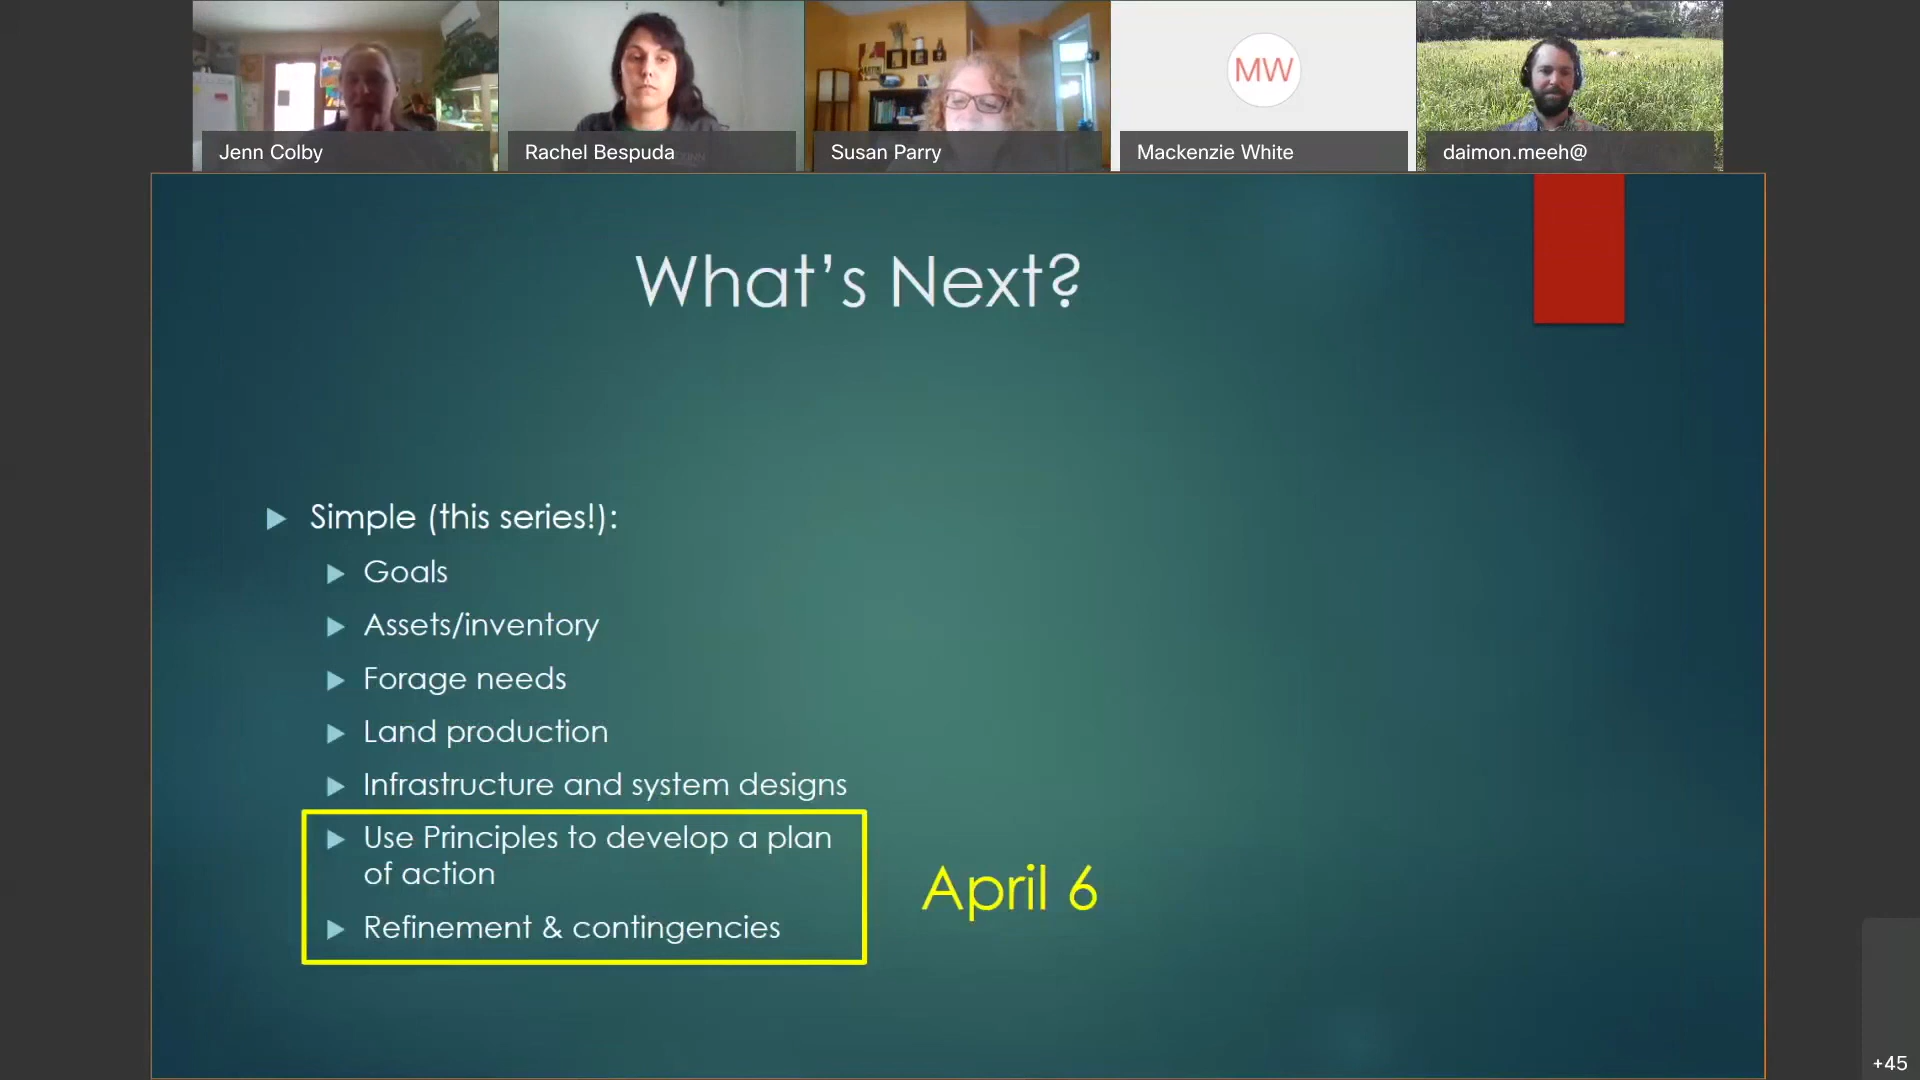 MW
Jenn Colby
Rachel Bespuda
Susan Parry
Mackenzie White
daimon.meeh@
What's Next?
Simple (this series!):
Goals
Assets/inventory
Forage needs
Land production
Infrastructure and system designs
Use Principles to develop a plan
of action
Refinement & contingencies
April 6
+45